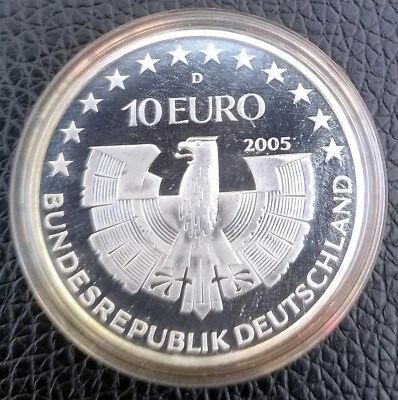 D
10 EURO
2005
BUNDESREPUBLIK DEUTSCHLAND